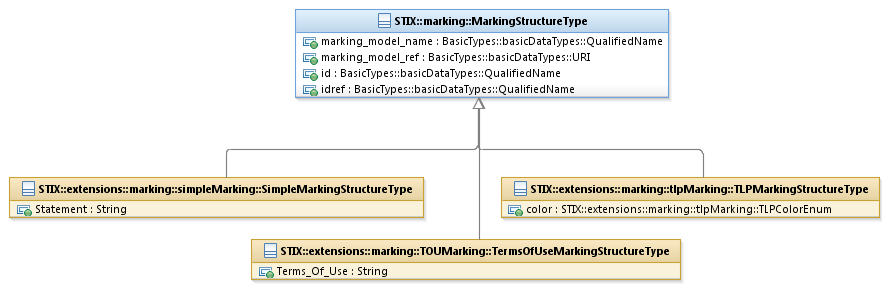 STIX::marking::MarkingStructureType
marking_model_name : BasicTypes::basicDataTypes::QualifiedName
marking_model_ref : BasicTypes::basicDataTypes::URI
id : BasicTypes::basicDataTypes::QualifiedName
idref : BasicTypes::basicDataTypes::QualifiedName
STIX::extensions::marking::simpleMarking::SimpleMarkingStructureType
Statement : String
STIX::extensions::marking::tlpMarking::TLPMarkingStructureType
color : STIX::extensions::marking::tlpMarking::TLPColorEnum
STIX::extensions::marking::TOUMarking::TermsOfUseMarkingStructureType
Terms_Of_Use : String